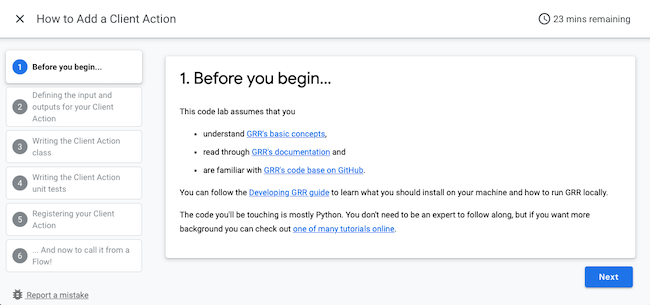 How to Add a Client Action
23 mins remaining
1 Before you begin...
2 Defining the input and
outputs for your Client
Action
3 Writing the Client Action
class
4 Writing the Client Action
unit tests
5 Registering your Client
Action
6 ... And now to call it from a
Flow!
Report a mistake
1. Before you begin...
This code lab assumes that you
• understand GRR's basic concepts,
• read through GRR's documentation and
• are familiar with GRR's code base on GitHub.
You can follow the Developing GRR guide to learn what you should install on your machine and how to run GRR locally.
The code you'll be touching is mostly Python. You don't need to be an expert to follow along, but if you want more
background you can check out one of many tutorials online.
Next